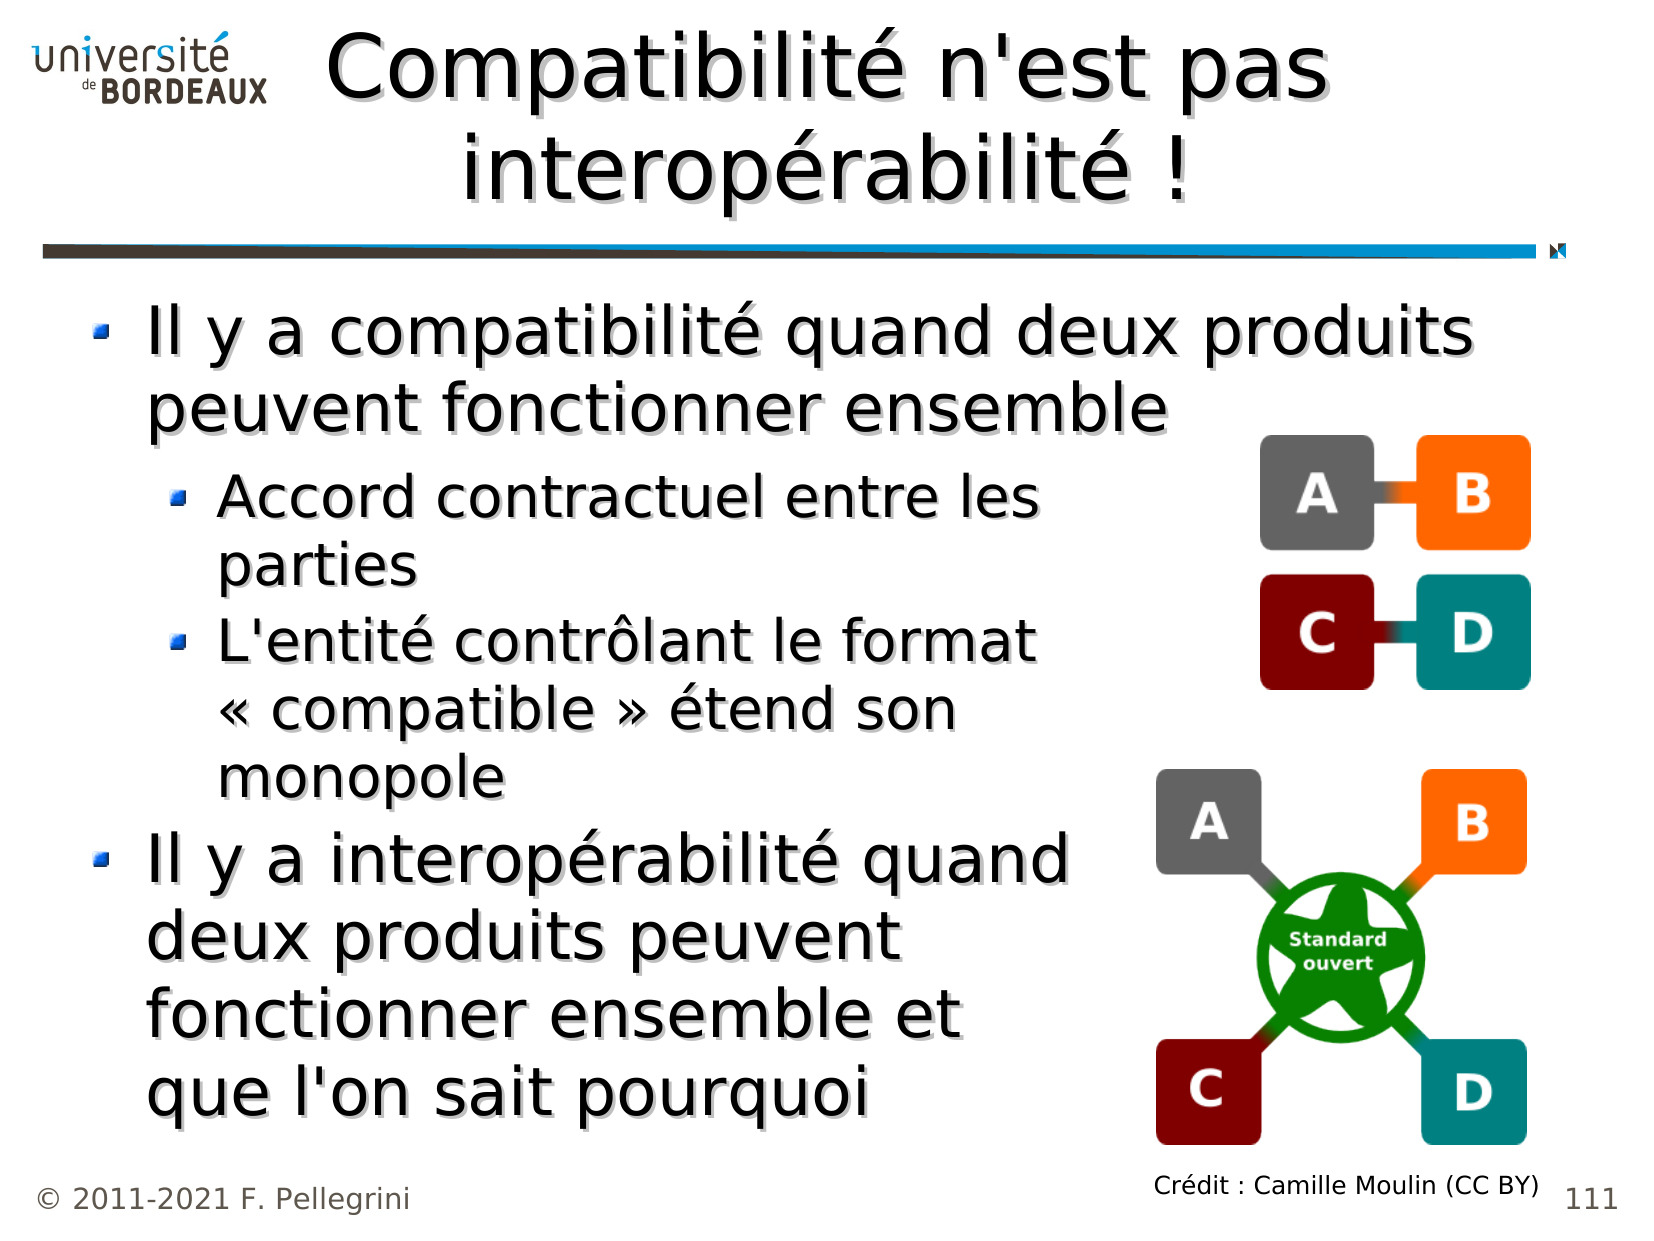 université
de BORDEAUX
Compatibilité n'est pas
interopérabilité !
Il y a compatibilité quand deux produits
peuvent fonctionner ensemble
Accord contractuel entre les
parties
L'entité contrôlant le format
« compatible » étend son
monopole
Il y a interopérabilité quand
deux produits peuvent
fonctionner ensemble et
que l'on sait pourquoi
A B
C D
A B
Standard
ouvert
C D
Crédit : Camille Moulin (CC BY)
© 2011-2021 F. Pellegrini
111